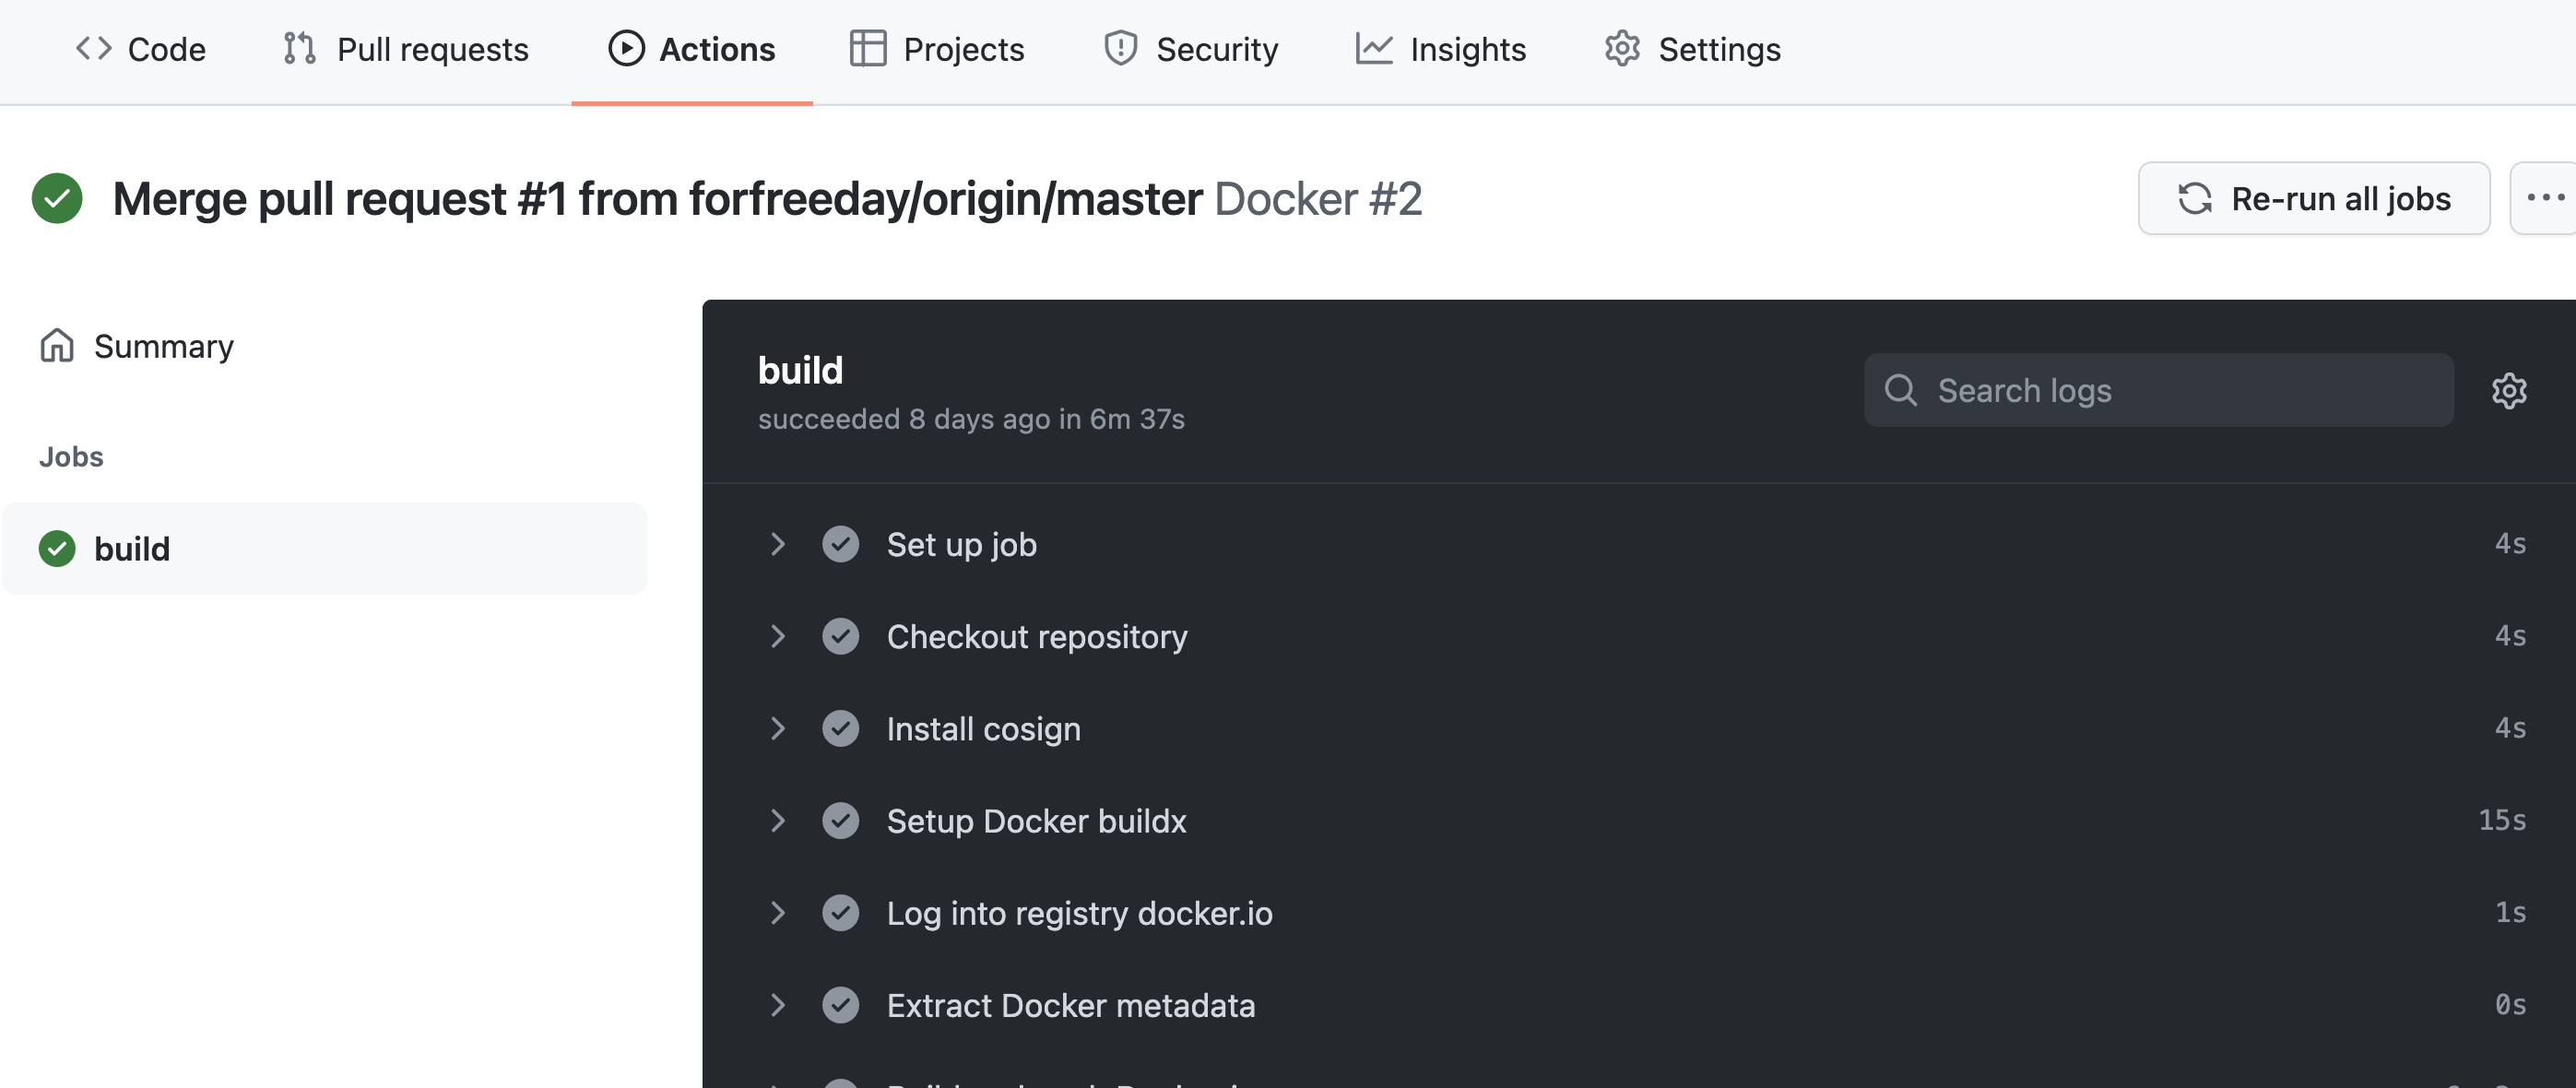 Code Pull requests Actions Projects Security Insights Settings
Merge pull request #1 from forfreeday/origin/master Docker #2
Re-run all jobs
Summary
Jobs
build
build
succeeded 8 days ago in 6m 37s
Search logs
Set up job 4s
Checkout repository 4s
Install cosign 4s
Setup Docker buildx 15s
Log into registry docker.io 1s
Extract Docker metadata 0s